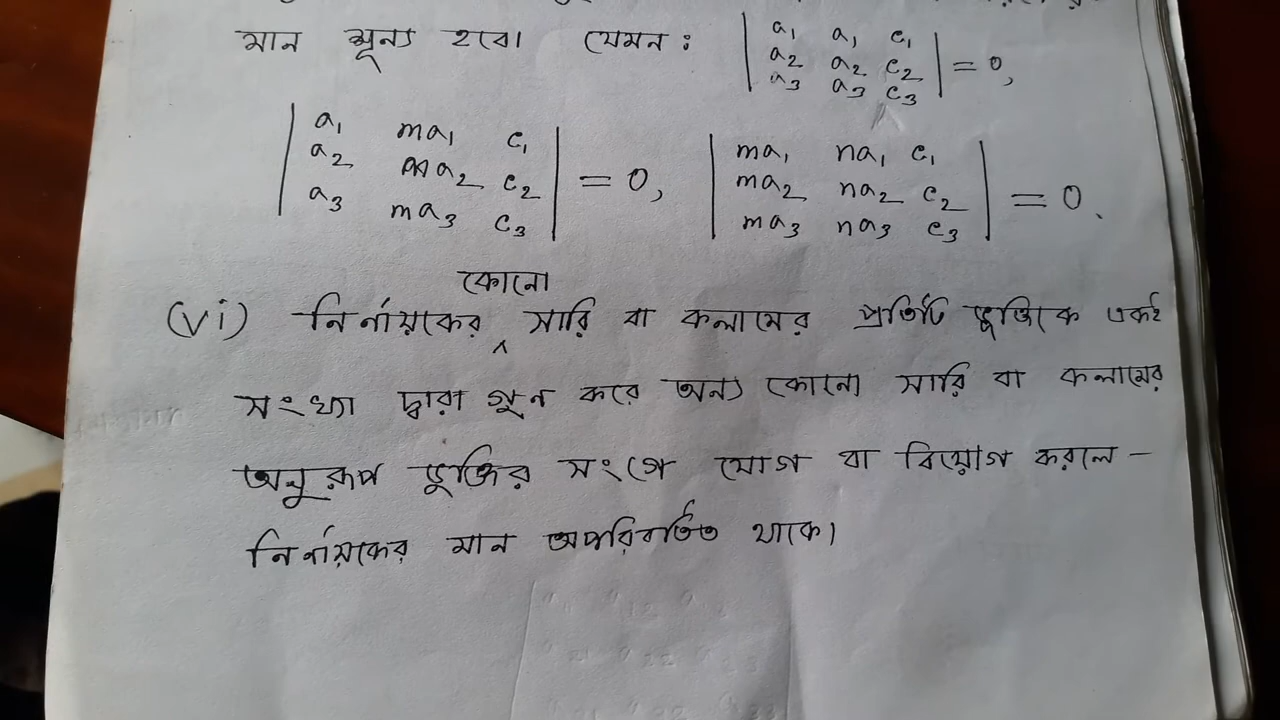 মান শূন্য হবে। যেমন : | a₁ a₁ c₁ |
| a₂ a₂ c₂ | = 0,
| a₃ a₃ c₃ |
| a₁ ma₁ c₁ |
| a₂ ma₂ c₂ | = 0,
| a₃ ma₃ c₃ |
| ma₁ na₁ c₁ |
| ma₂ na₂ c₂ | = 0.
| ma₃ na₃ c₃ |
কোনো
(vi) নির্ণায়কের ^ সারি বা কলামের প্রতিটি ভুক্তিকে একই
সংখ্যা দ্বারা গুন করে অন্য কোনো সারি বা কলামের
অনুরূপ ভুক্তির সংগে যোগ বা বিয়োগ করলে –
নির্ণায়কের মান অপরিবর্তিত থাকে।